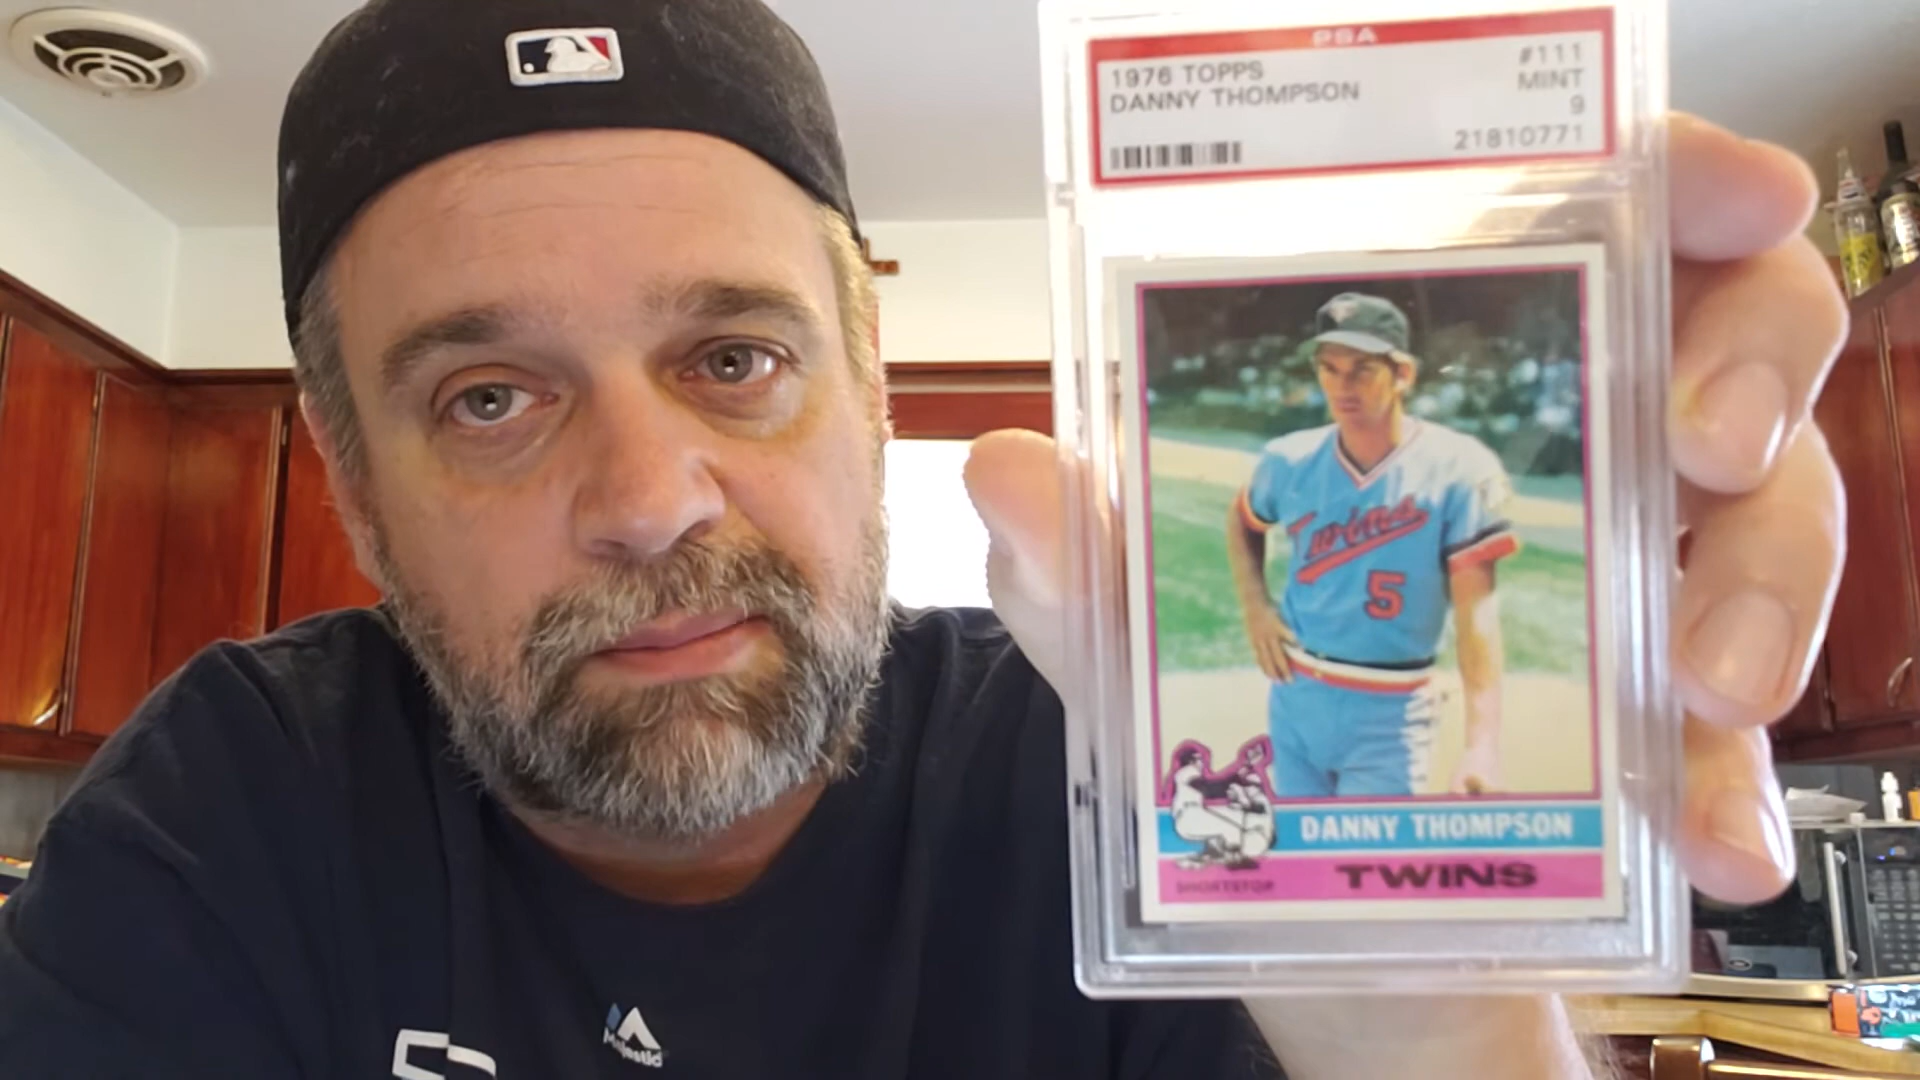 PSA
1976 TOPPS #111
DANNY THOMPSON MINT
9
21810771
Twins
5
DANNY THOMPSON
SHORTSTOP
TWINS
Majestic